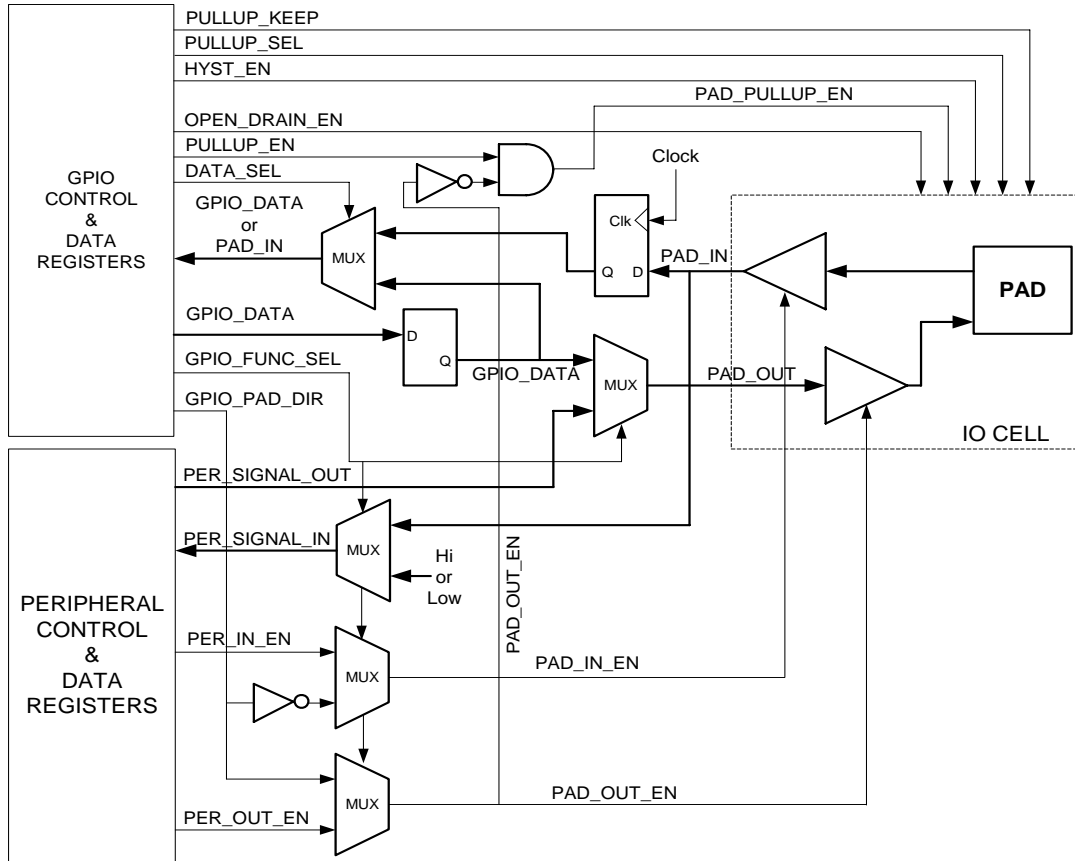 PULLUP_KEEP
PULLUP_SEL
HYST_EN
PAD_PULLUP_EN
OPEN_DRAIN_EN
PULLUP_EN
DATA_SEL
GPIO
CONTROL
&
DATA
REGISTERS
GPIO_DATA
or
PAD_IN
MUX
Clock
Clk
Q
D
PAD_IN
PAD
GPIO_DATA
D
Q
GPIO_DATA
MUX
PAD_OUT
GPIO_FUNC_SEL
GPIO_PAD_DIR
IO CELL
PER_SIGNAL_OUT
PER_SIGNAL_IN
MUX
Hi
or
Low
PAD_OUT_EN
PERIPHERAL
CONTROL
&
DATA
REGISTERS
PER_IN_EN
MUX
PAD_IN_EN
PER_OUT_EN
MUX
PAD_OUT_EN